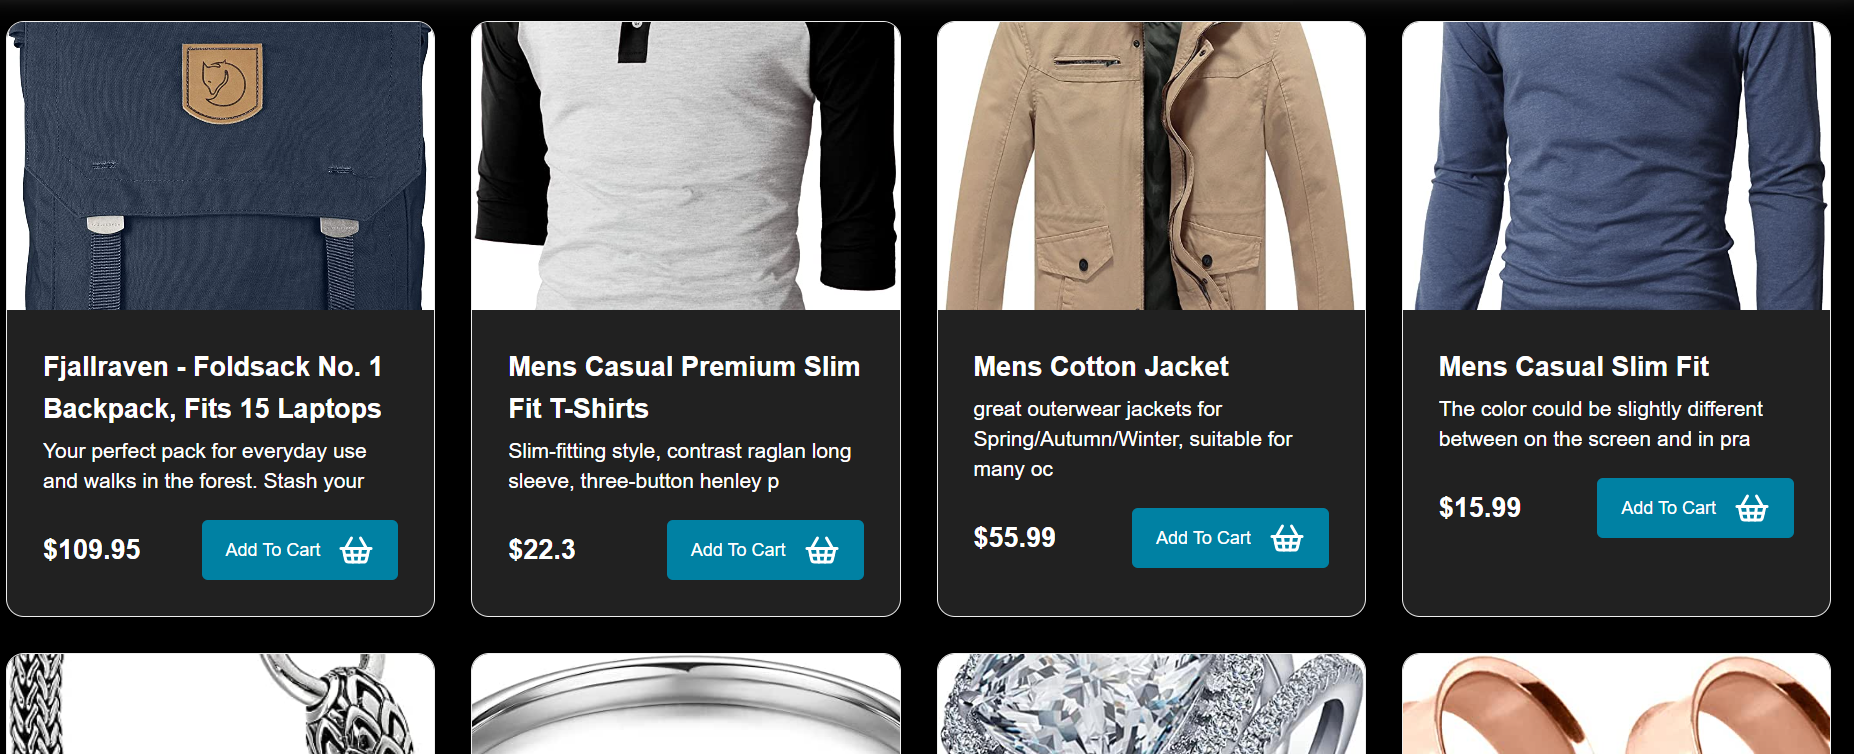 Fjallraven - Foldsack No. 1
Backpack, Fits 15 Laptops
Your perfect pack for everyday use
and walks in the forest. Stash your
$109.95
Add To Cart
Mens Casual Premium Slim
Fit T-Shirts
Slim-fitting style, contrast raglan long
sleeve, three-button henley p
$22.3
Add To Cart
Mens Cotton Jacket
great outerwear jackets for
Spring/Autumn/Winter, suitable for
many oc
$55.99
Add To Cart
Mens Casual Slim Fit
The color could be slightly different
between on the screen and in pra
$15.99
Add To Cart